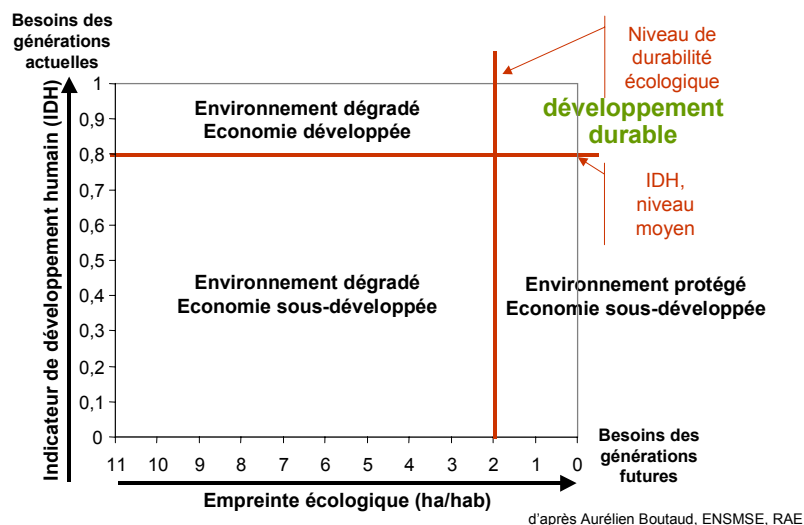 Besoins des
générations
actuelles
Niveau de
durabilité
écologique
Indicateur de développement humain (IDH)
1
0,9
0,8
0,7
0,6
0,5
0,4
0,3
0,2
0,1
0
Environnement dégradé
Economie développée
développement
durable
IDH,
niveau
moyen
Environnement dégradé
Economie sous-développée
Environnement protégé
Economie sous-développée
11 10 9 8 7 6 5 4 3 2 1 0
Besoins des
générations
futures
Empreinte écologique (ha/hab)
d'après Aurélien Boutaud, ENSMSE, RAE